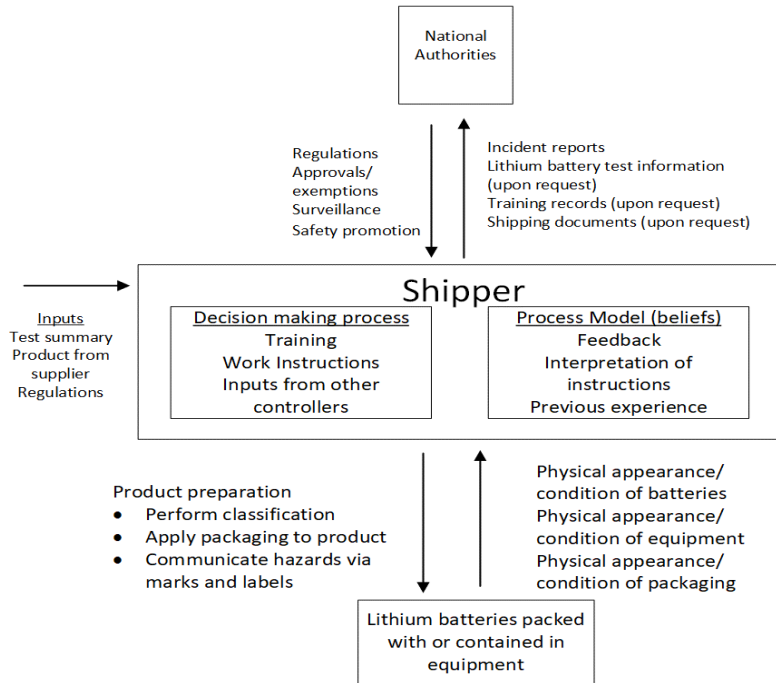 National
Authorities
Regulations
Approvals/
exemptions
Surveillance
Safety promotion
Incident reports
Lithium battery test information
(upon request)
Training records (upon request)
Shipping documents (upon request)
Inputs
Test summary
Product from
supplier
Regulations
Shipper
Decision making process
Training
Work Instructions
Inputs from other
controllers
Process Model (beliefs)
Feedback
Interpretation of
instructions
Previous experience
Product preparation
● Perform classification
● Apply packaging to product
● Communicate hazards via
marks and labels
Physical appearance/
condition of batteries
Physical appearance/
condition of equipment
Physical appearance/
condition of packaging
Lithium batteries packed
with or contained in
equipment